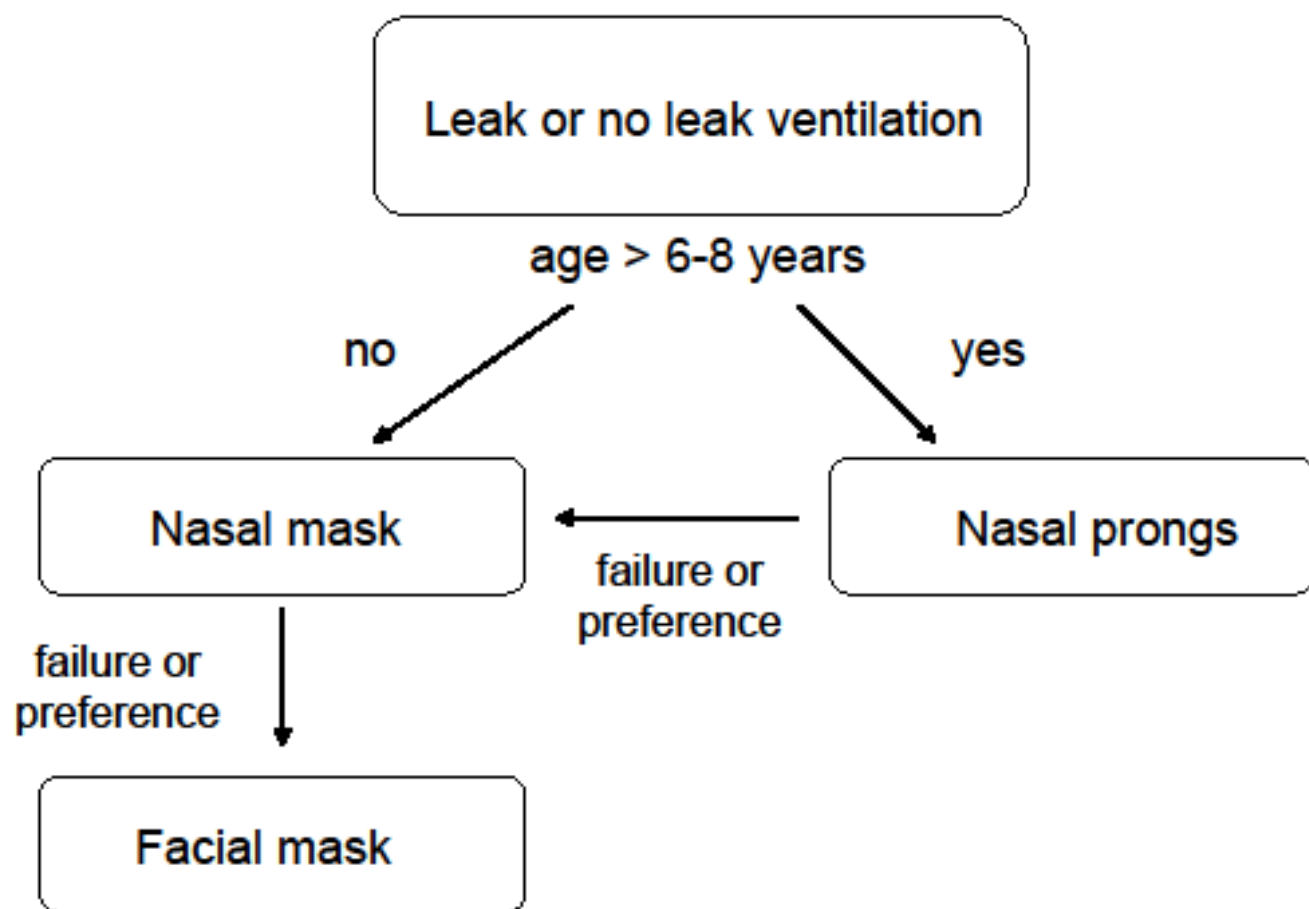 Leak or no leak ventilation
age > 6-8 years
no
yes
Nasal mask
Nasal prongs
failure or
preference
failure or
preference
Facial mask